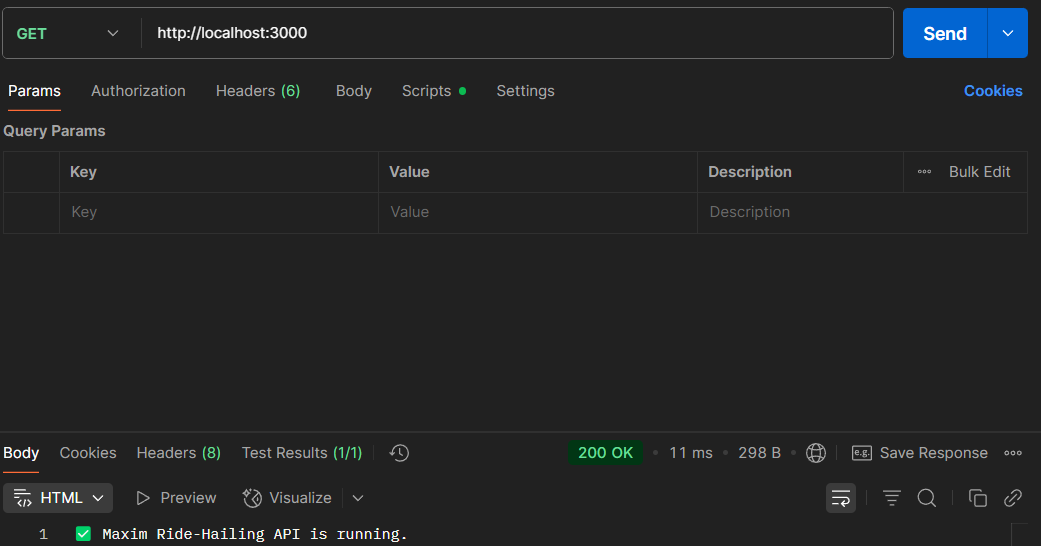 GET http://localhost:3000 Send
Params Authorization Headers (6) Body Scripts Settings Cookies
Query Params
Key Value Description Bulk Edit
Key Value Description
Body Cookies Headers (8) Test Results (1/1) 200 OK 11 ms 298 B e.g. Save Response
HTML Preview Visualize
1 ✅ Maxim Ride-Hailing API is running.